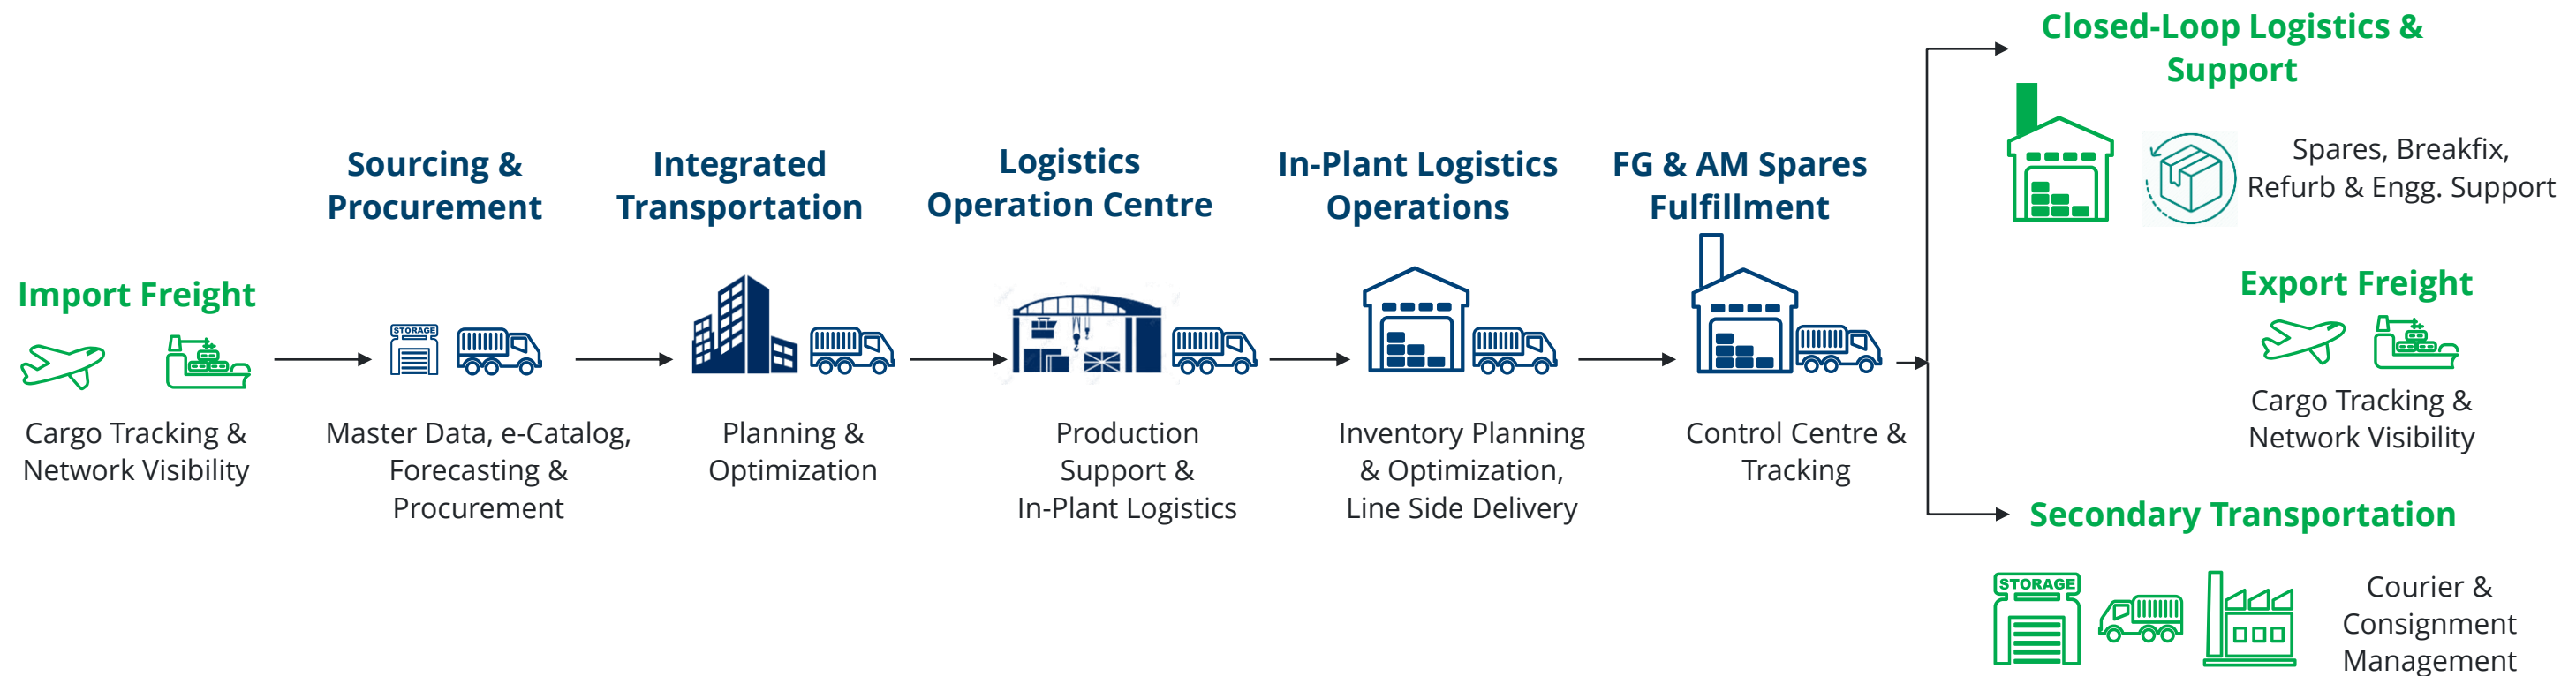 Import Freight
Cargo Tracking &
Network Visibility
Sourcing &
Procurement
STORAGE
Master Data, e-Catalog,
Forecasting &
Procurement
Integrated
Transportation
Planning &
Optimization
Logistics
Operation Centre
Production
Support &
In-Plant Logistics
In-Plant Logistics
Operations
Inventory Planning
& Optimization,
Line Side Delivery
FG & AM Spares
Fulfillment
Control Centre &
Tracking
Closed-Loop Logistics &
Support
Spares, Breakfix,
Refurb & Engg. Support
Export Freight
Cargo Tracking &
Network Visibility
Secondary Transportation
STORAGE
Courier &
Consignment
Management